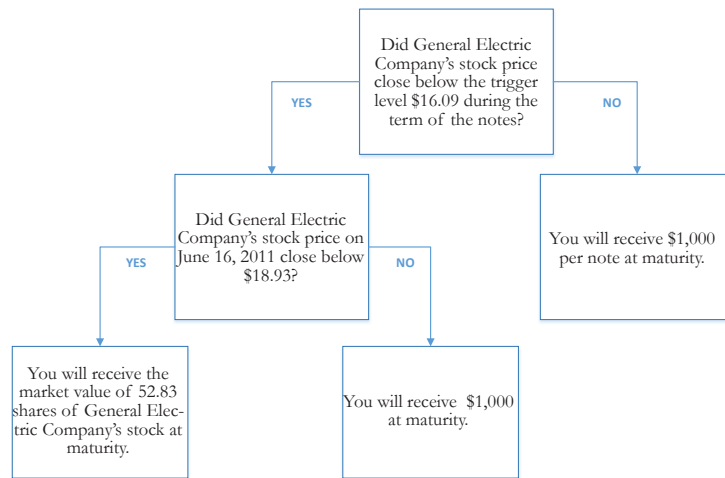 Did General Electric
Company's stock price
close below the trigger
level $16.09 during the
term of the notes?
YES
NO
Did General Electric
Company's stock price on
June 16, 2011 close below
$18.93?
You will receive $1,000
per note at maturity.
YES
NO
You will receive the
market value of 52.83
shares of General Elec-
tric Company's stock at
maturity.
You will receive $1,000
at maturity.